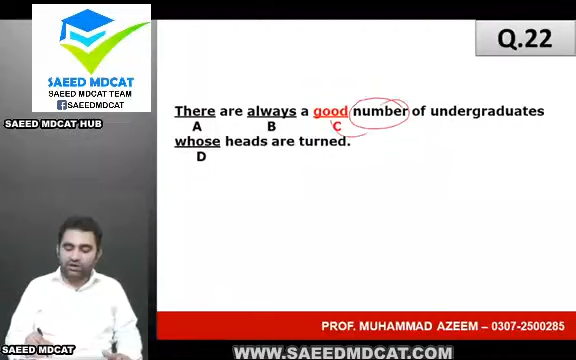 SAEED MDCAT
SAEED MDCAT TEAM
f SAEEDMDCAT
SAEED MDCAT HUB
Q.22
There are always a good number of undergraduates
A B C
whose heads are turned.
D
SAEED MDCAT
PROF. MUHAMMAD AZEEM – 0307-2500285
WWW.SAEEDMDCAT.COM